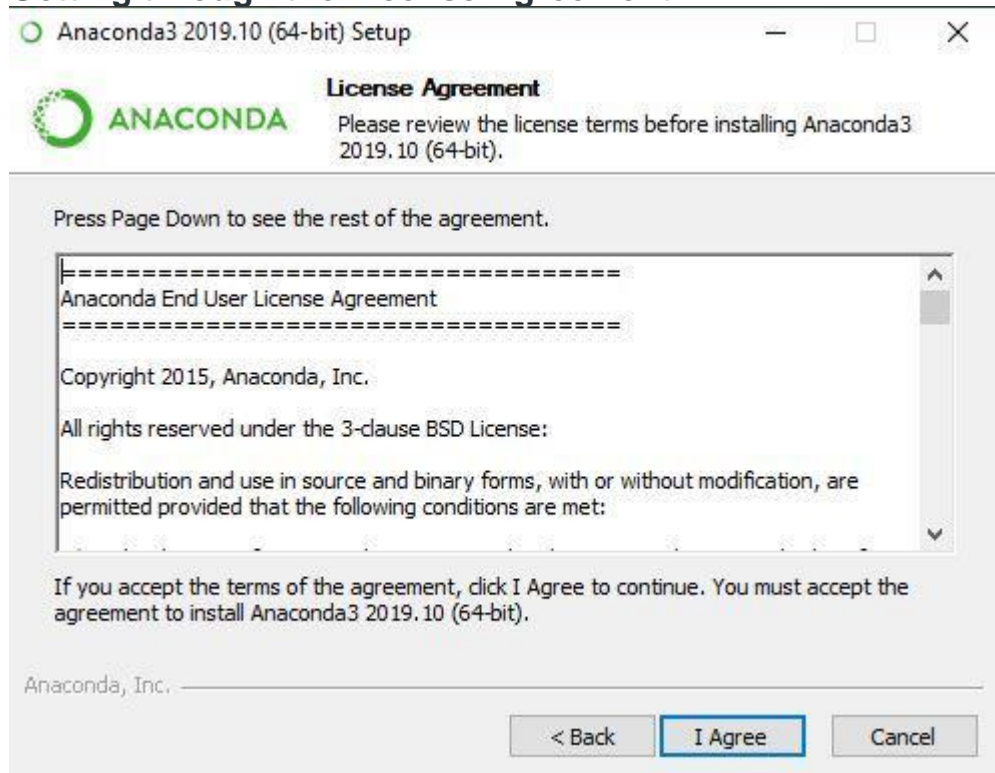 Getting through the License Agreement:
Anaconda3 2019.10 (64-bit) Setup
ANACONDA
License Agreement
Please review the license terms before installing Anaconda3
2019.10 (64-bit).
Press Page Down to see the rest of the agreement.
===================================
Anaconda End User License Agreement
===================================
Copyright 2015, Anaconda, Inc.
All rights reserved under the 3-clause BSD License:
Redistribution and use in source and binary forms, with or without modification, are
permitted provided that the following conditions are met:
If you accept the terms of the agreement, click I Agree to continue. You must accept the
agreement to install Anaconda3 2019.10 (64-bit).
Anaconda, Inc.
< Back
I Agree
Cancel